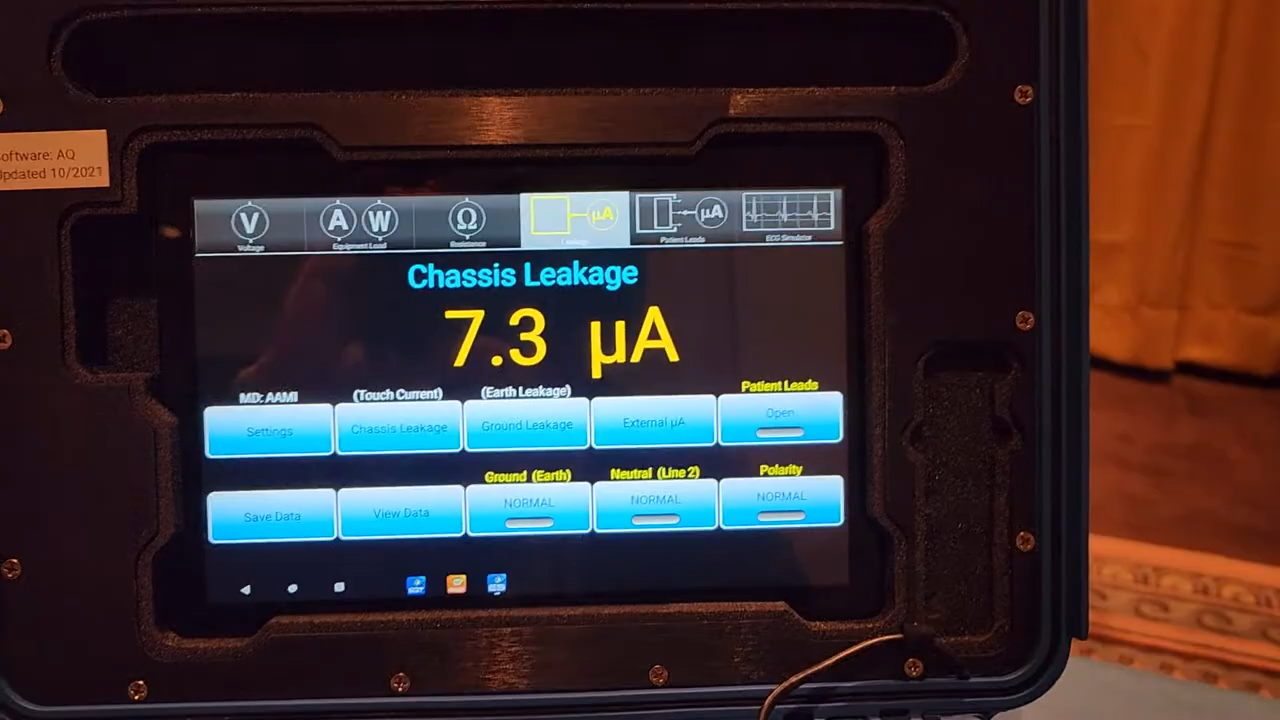 Software: AQ
Updated 10/2021
V
A W
Ω
µA
µA
Voltage
Equipment Load
Resistance
Leakage
Patient Leads
ECG Simulator
Chassis Leakage
7.3 µA
MD: AAMI
(Touch Current)
(Earth Leakage)
Patient Leads
Settings
Chassis Leakage
Ground Leakage
External µA
Open
Ground (Earth)
Neutral (Line 2)
Polarity
Save Data
View Data
NORMAL
NORMAL
NORMAL